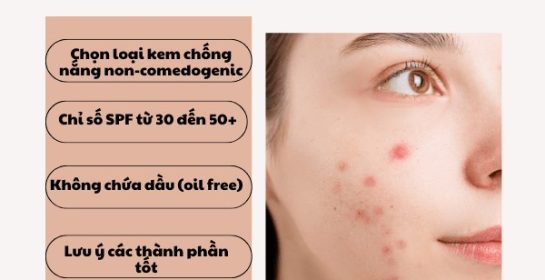 Chọn loại kem chống
nắng non-comedogenic
Chỉ số SPF từ 30 đến 50+
Không chứa dầu (oil free)
Lưu ý các thành phần
tốt